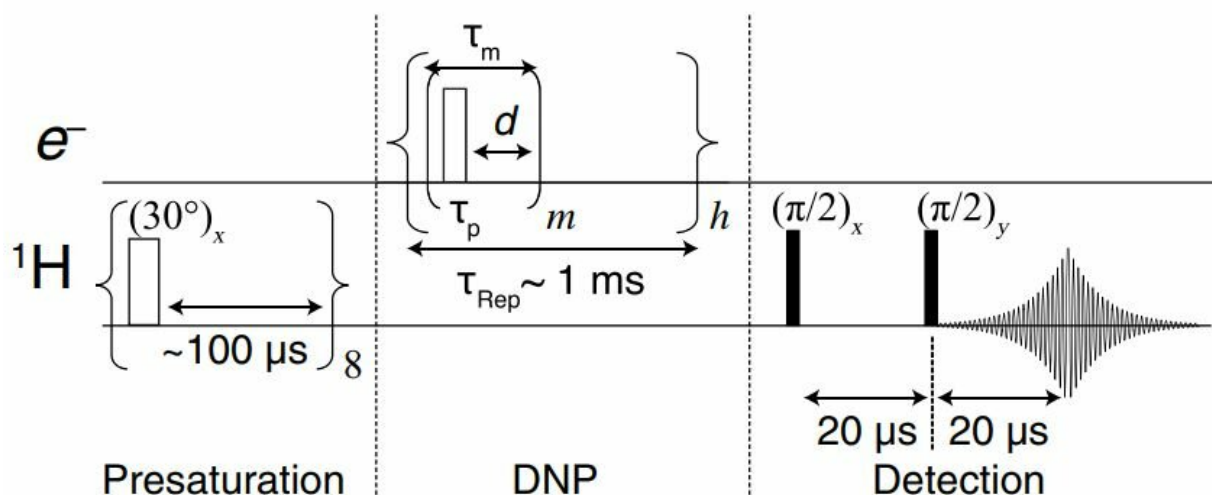 τm
d
e–
τp
m
h
(30°)x
(π/2)x
(π/2)y
1H
τRep~ 1 ms
~100 μs
8
20 μs
20 μs
Presaturation
DNP
Detection